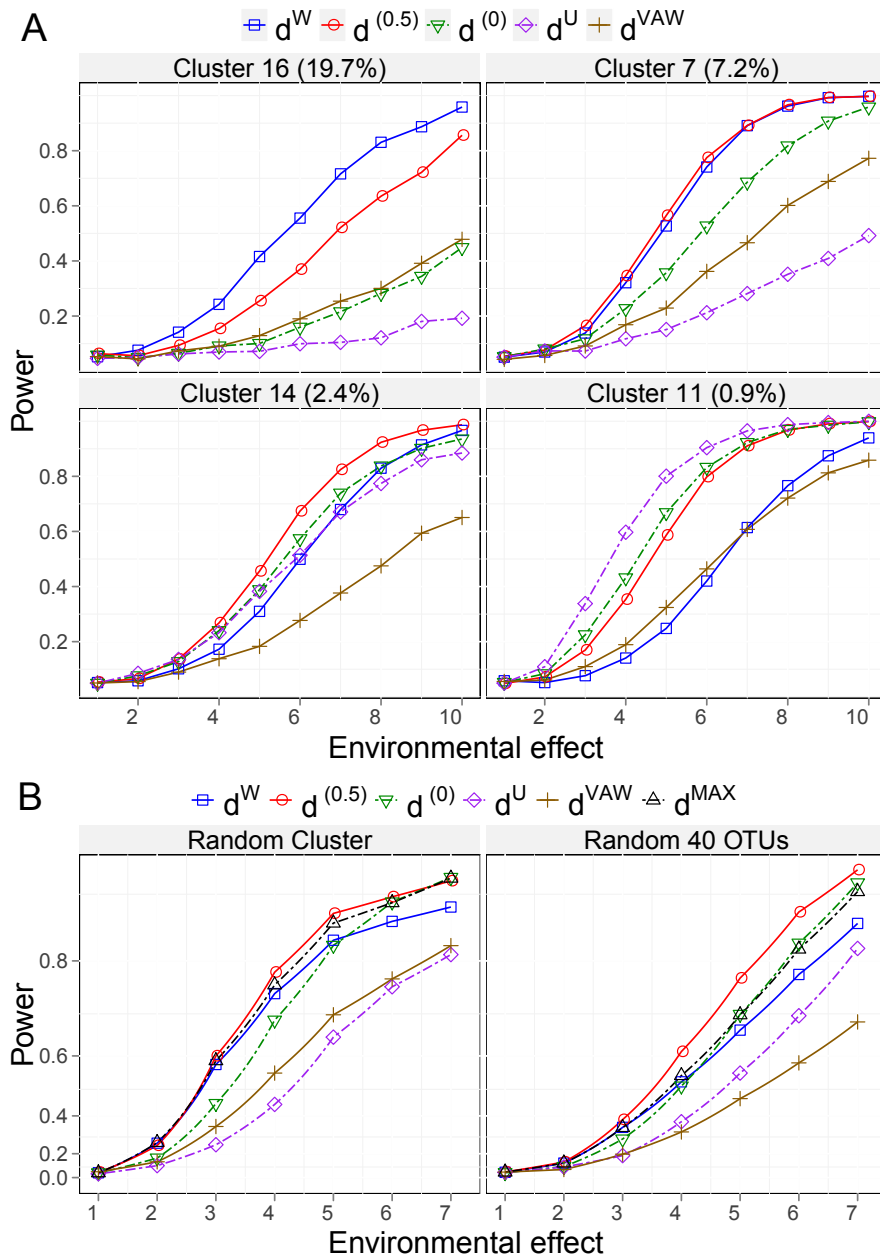 A
d^W d^(0.5) d^(0) d^U d^VAW
Cluster 16 (19.7%) Cluster 7 (7.2%)
0.8
0.6
0.4
0.2
Cluster 14 (2.4%) Cluster 11 (0.9%)
0.8
0.6
0.4
0.2
Power
2 4 6 8 10 2 4 6 8 10
Environmental effect
B
d^W d^(0.5) d^(0) d^U d^VAW d^MAX
Random Cluster Random 40 OTUs
0.8
0.6
0.4
0.2
0.0
Power
1 2 3 4 5 6 7 1 2 3 4 5 6 7
Environmental effect